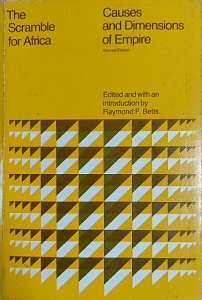 The
Scramble
for Africa
Causes
and Dimensions
of Empire
Second Edition
Edited and with an
introduction by
Raymond F. Betts